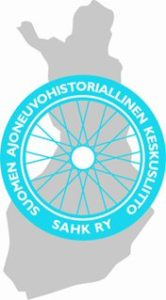 SUOMEN AJONEUVOHISTORIALLINEN KESKUSLIITTO
SAHK RY